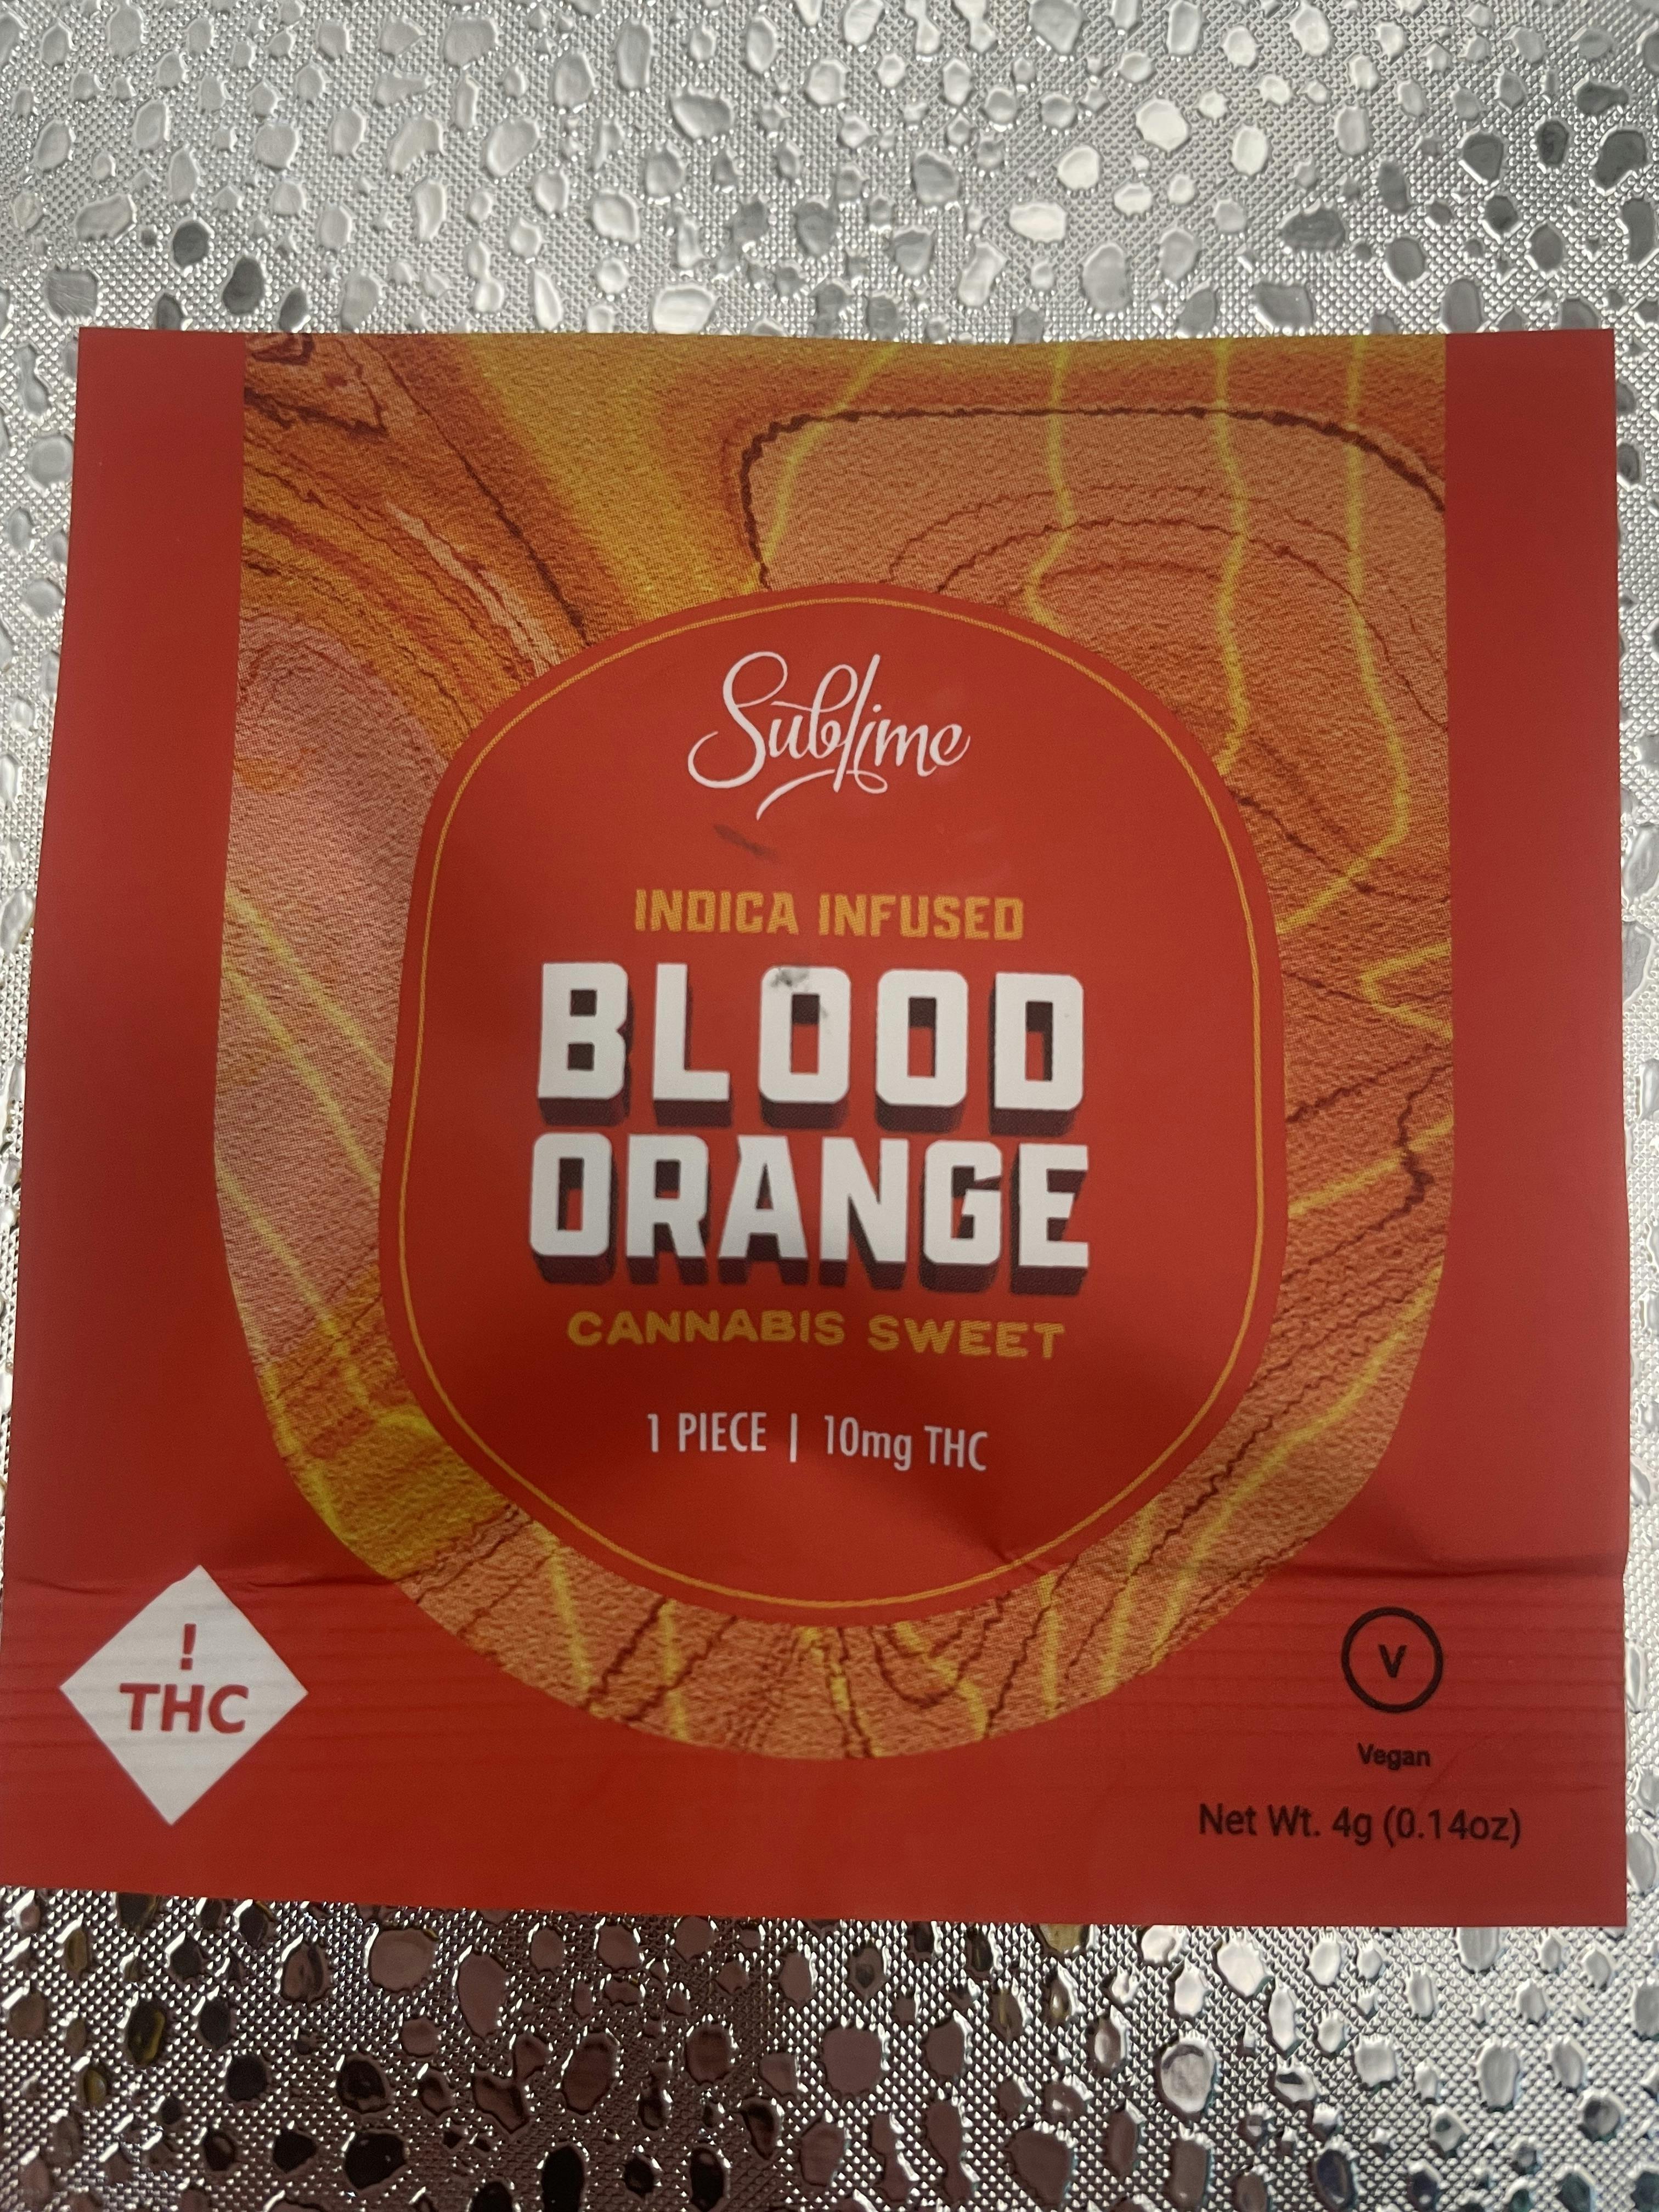 Sublime
INDICA INFUSED
BLOOD
ORANGE
CANNABIS SWEET
1 PIECE | 10mg THC
!
THC
V
Vegan
Net Wt. 4g (0.14oz)